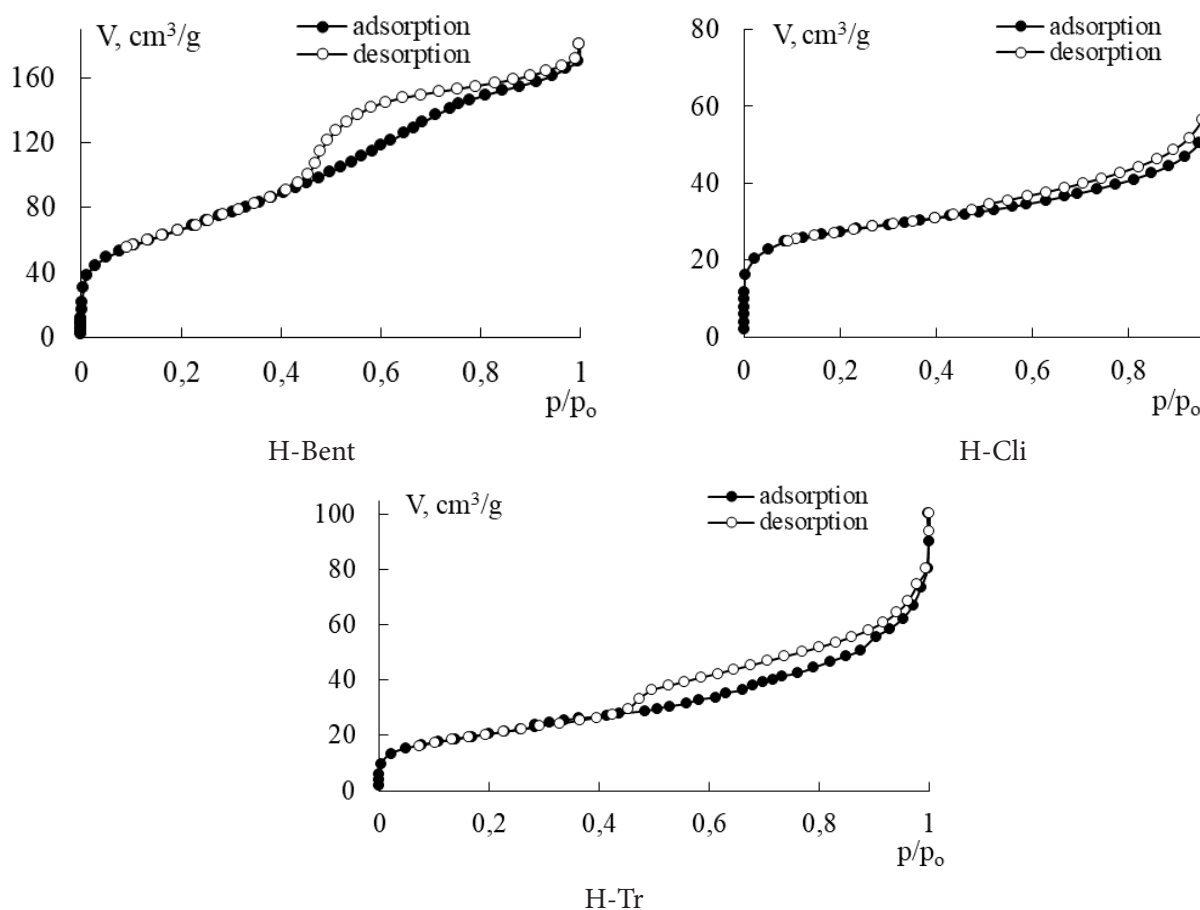 V, cm³/g
adsorption
desorption
160
120
80
40
0
0 0,2 0,4 0,6 0,8 1
p/pₒ
H-Bent
V, cm³/g
adsorption
desorption
80
60
40
20
0
0 0,2 0,4 0,6 0,8
p/pₒ
H-Cli
V, cm³/g
adsorption
desorption
100
80
60
40
20
0
0 0,2 0,4 0,6 0,8 1
p/pₒ
H-Tr